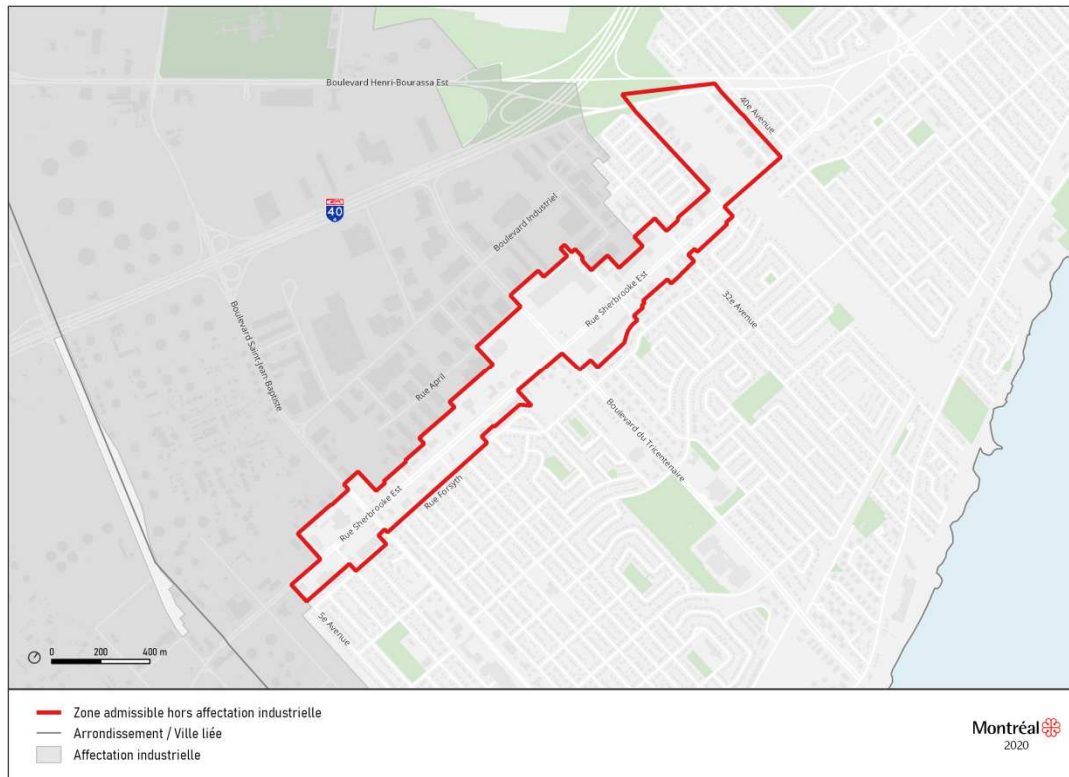 Boulevard Henri-Bourassa Est
40e Avenue
40
Boulevard Industriel
Rue Sherbrooke Est
32e Avenue
Boulevard Saint-Jean-Baptiste
Rue April
Boulevard du Tricentenaire
Rue Forsyth
Rue Sherbrooke Est
5e Avenue
0 200 400 m
Zone admissible hors affectation industrielle
Arrondissement / Ville liée
Affectation industrielle
Montréal
2020